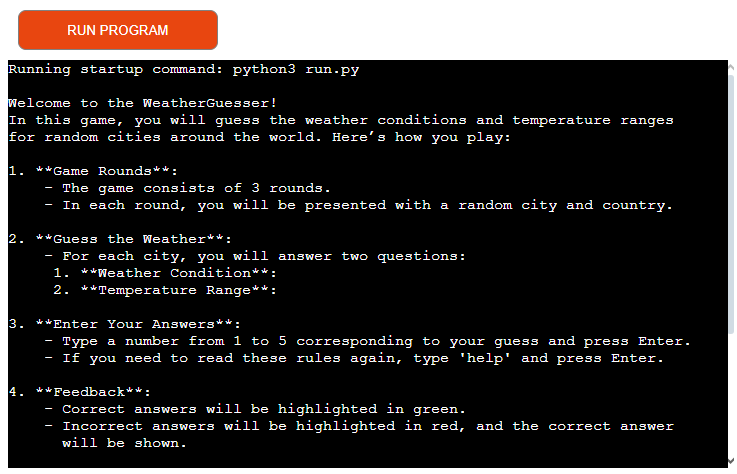 RUN PROGRAM
Running startup command: python3 run.py
Welcome to the WeatherGuesser!
In this game, you will guess the weather conditions and temperature ranges
for random cities around the world. Here’s how you play:
1. **Game Rounds**:
- The game consists of 3 rounds.
- In each round, you will be presented with a random city and country.
2. **Guess the Weather**:
- For each city, you will answer two questions:
1. **Weather Condition**:
2. **Temperature Range**:
3. **Enter Your Answers**:
- Type a number from 1 to 5 corresponding to your guess and press Enter.
- If you need to read these rules again, type 'help' and press Enter.
4. **Feedback**:
- Correct answers will be highlighted in green.
- Incorrect answers will be highlighted in red, and the correct answer
will be shown.